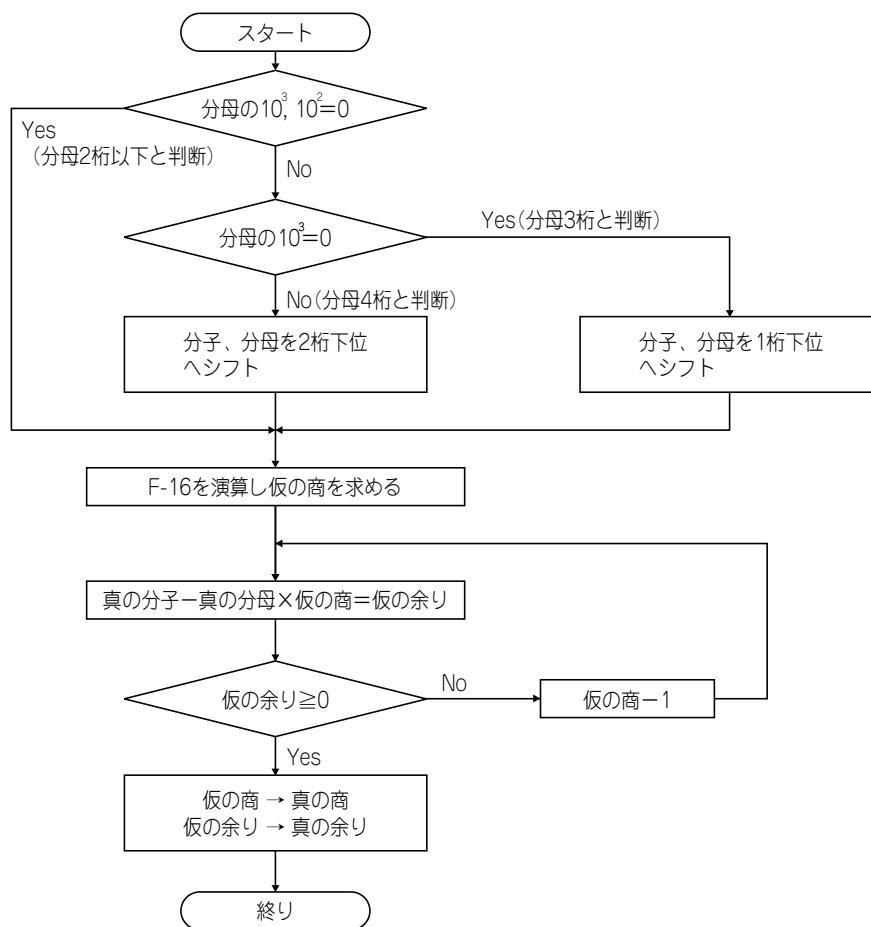 スタート
分母の10³, 10²=0
Yes
(分母2桁以下と判断)
No
分母の10³=0
Yes(分母3桁と判断)
No(分母4桁と判断)
分子、分母を2桁下位
へシフト
分子、分母を1桁下位
へシフト
F-16を演算し仮の商を求める
真の分子−真の分母×仮の商=仮の余り
仮の余り≧0
No
仮の商−1
Yes
仮の商 → 真の商
仮の余り → 真の余り
終り